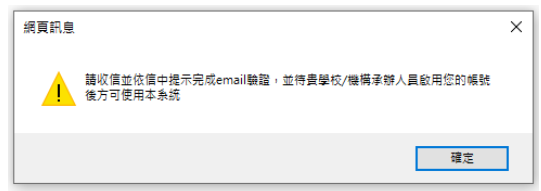 網頁訊息
請收信並依信中提示完成email驗證，並待貴學校/機構承辦人員啟用您的帳號
後方可使用本系統
確定